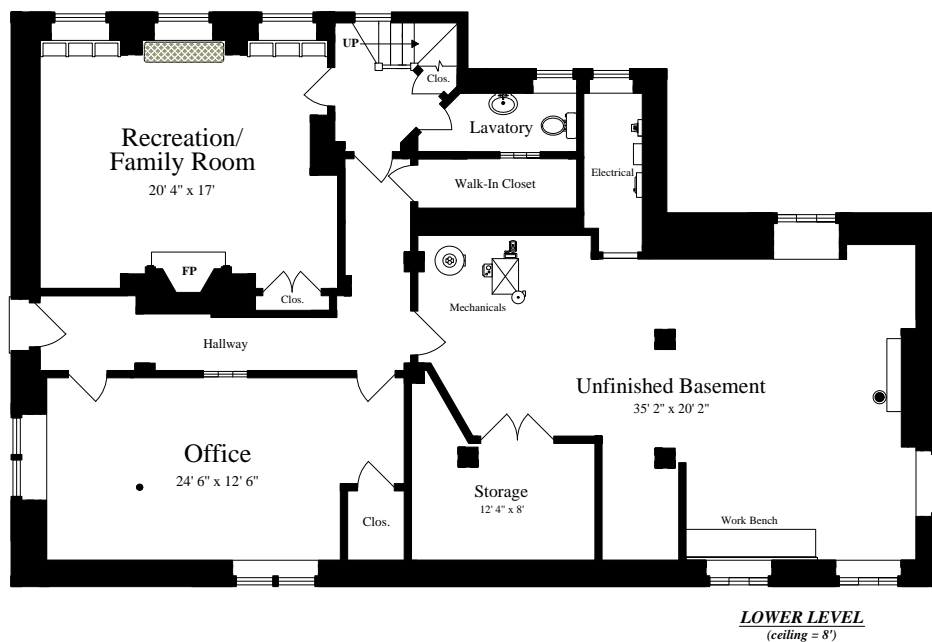 UP
Clos.
Recreation/
Family Room
20' 4" x 17'
Lavatory
Walk-In Closet
Electrical
FP
Clos.
Mechanicals
Hallway
Unfinished Basement
35' 2" x 20' 2"
Office
24' 6" x 12' 6"
Storage
12' 4" x 8'
Clos.
Work Bench
LOWER LEVEL
(ceiling = 8')